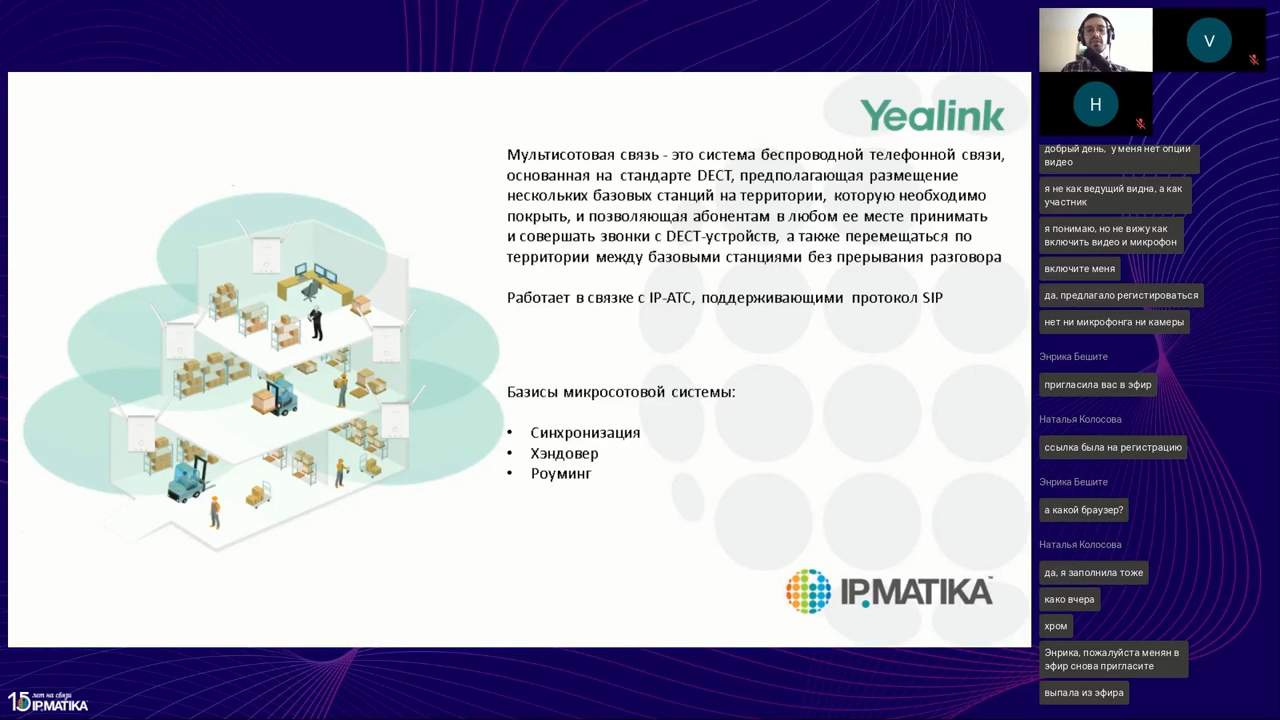 Yealink
Мультисотовая связь - это система беспроводной телефонной связи,
основанная на стандарте DECT, предполагающая размещение
нескольких базовых станций на территории, которую необходимо
покрыть, и позволяющая абонентам в любом ее месте принимать
и совершать звонки с DECT-устройств, а также перемещаться по
территории между базовыми станциями без прерывания разговора
Работает в связке с IP-АТС, поддерживающими протокол SIP
Базисы микросотовой системы:
• Синхронизация
• Хэндовер
• Роуминг
IPMATIKA™
15 лет на связи
IPMATIKA
V
H
добрый день, у меня нет опции
видео
я не как ведущий видна, а как
участник
я понимаю, но не вижу как
включить видео и микрофон
включите меня
да, предлагало регистироваться
нет ни микрофонга ни камеры
Энрика Бешите
пригласила вас в эфир
Наталья Колосова
ссылка была на регистрацию
Энрика Бешите
а какой браузер?
Наталья Колосова
да, я заполнила тоже
како вчера
хром
Энрика, пожалуйста менян в
эфир снова пригласите
выпала из эфира